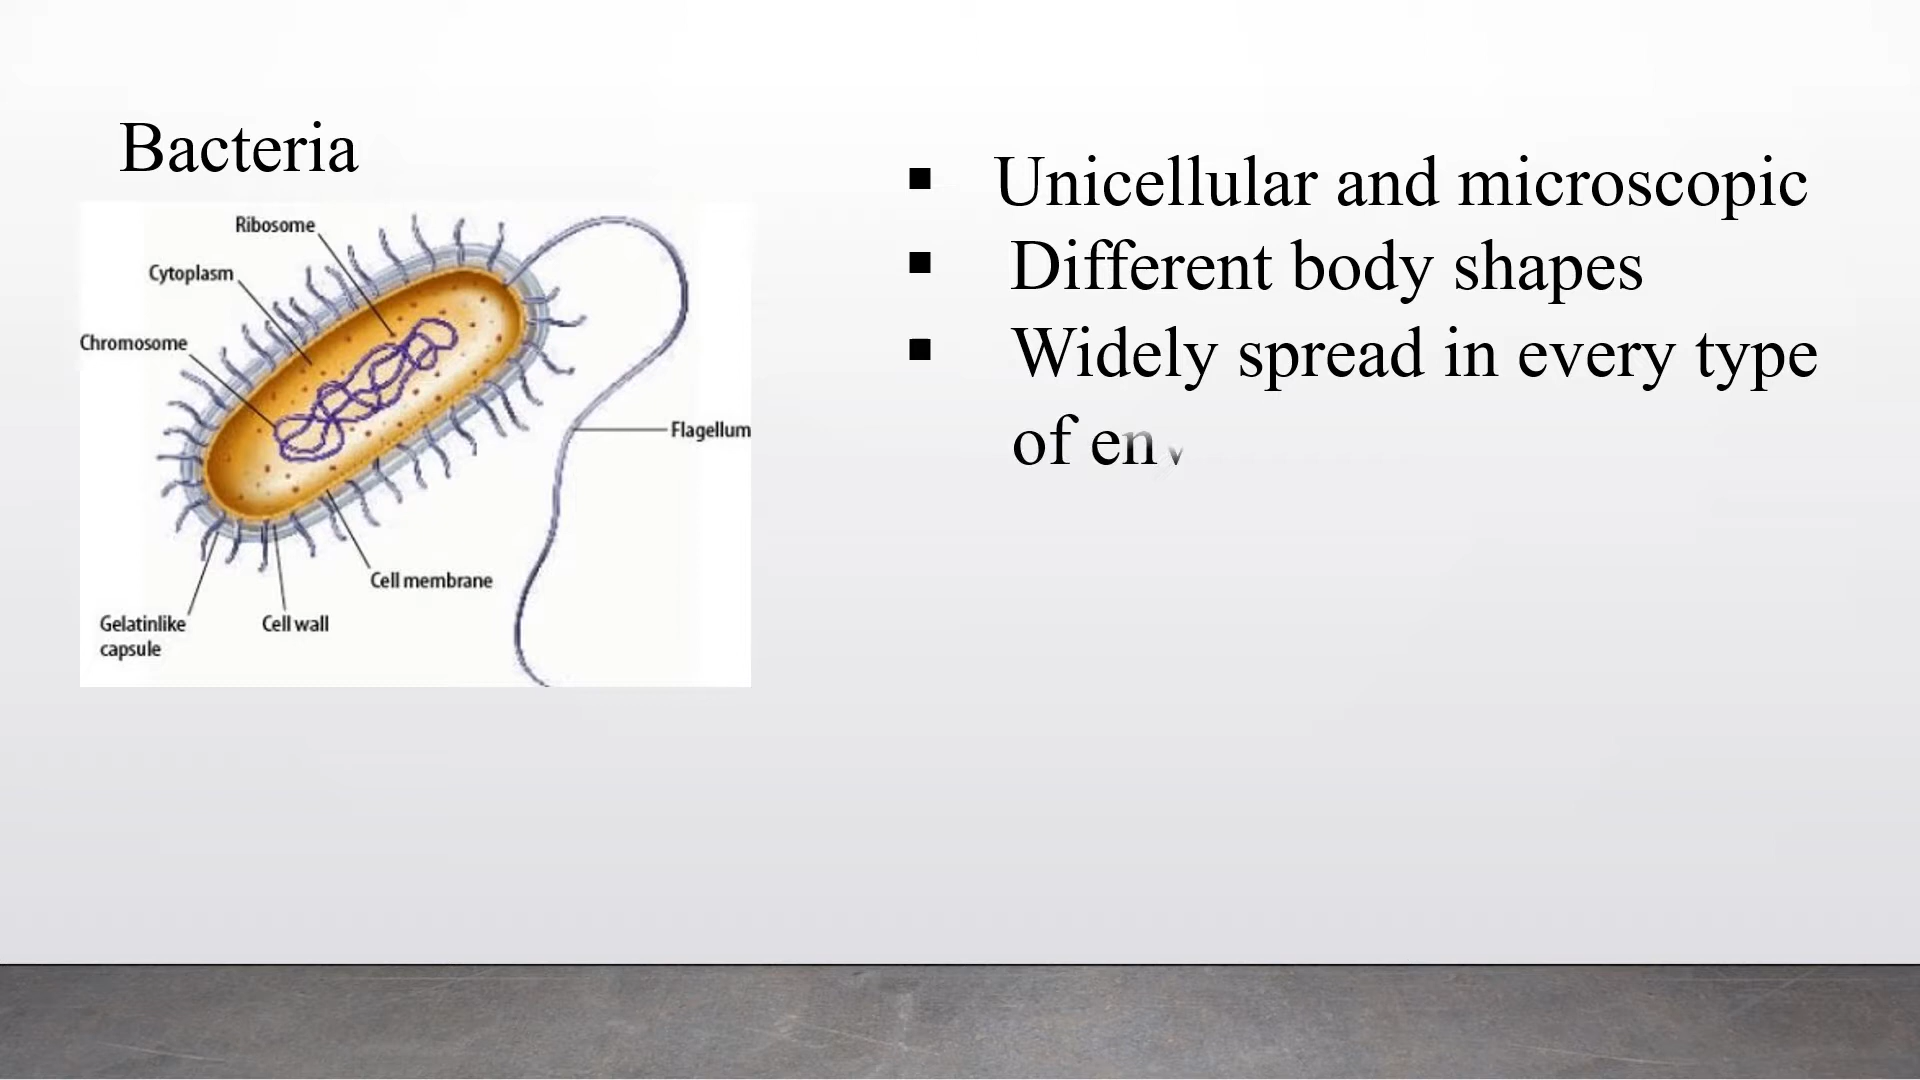 Bacteria
Ribosome
Cytoplasm
Chromosome
Flagellum
Cell membrane
Gelatinlike
capsule
Cell wall
▪ Unicellular and microscopic
▪ Different body shapes
▪ Widely spread in every type
of env